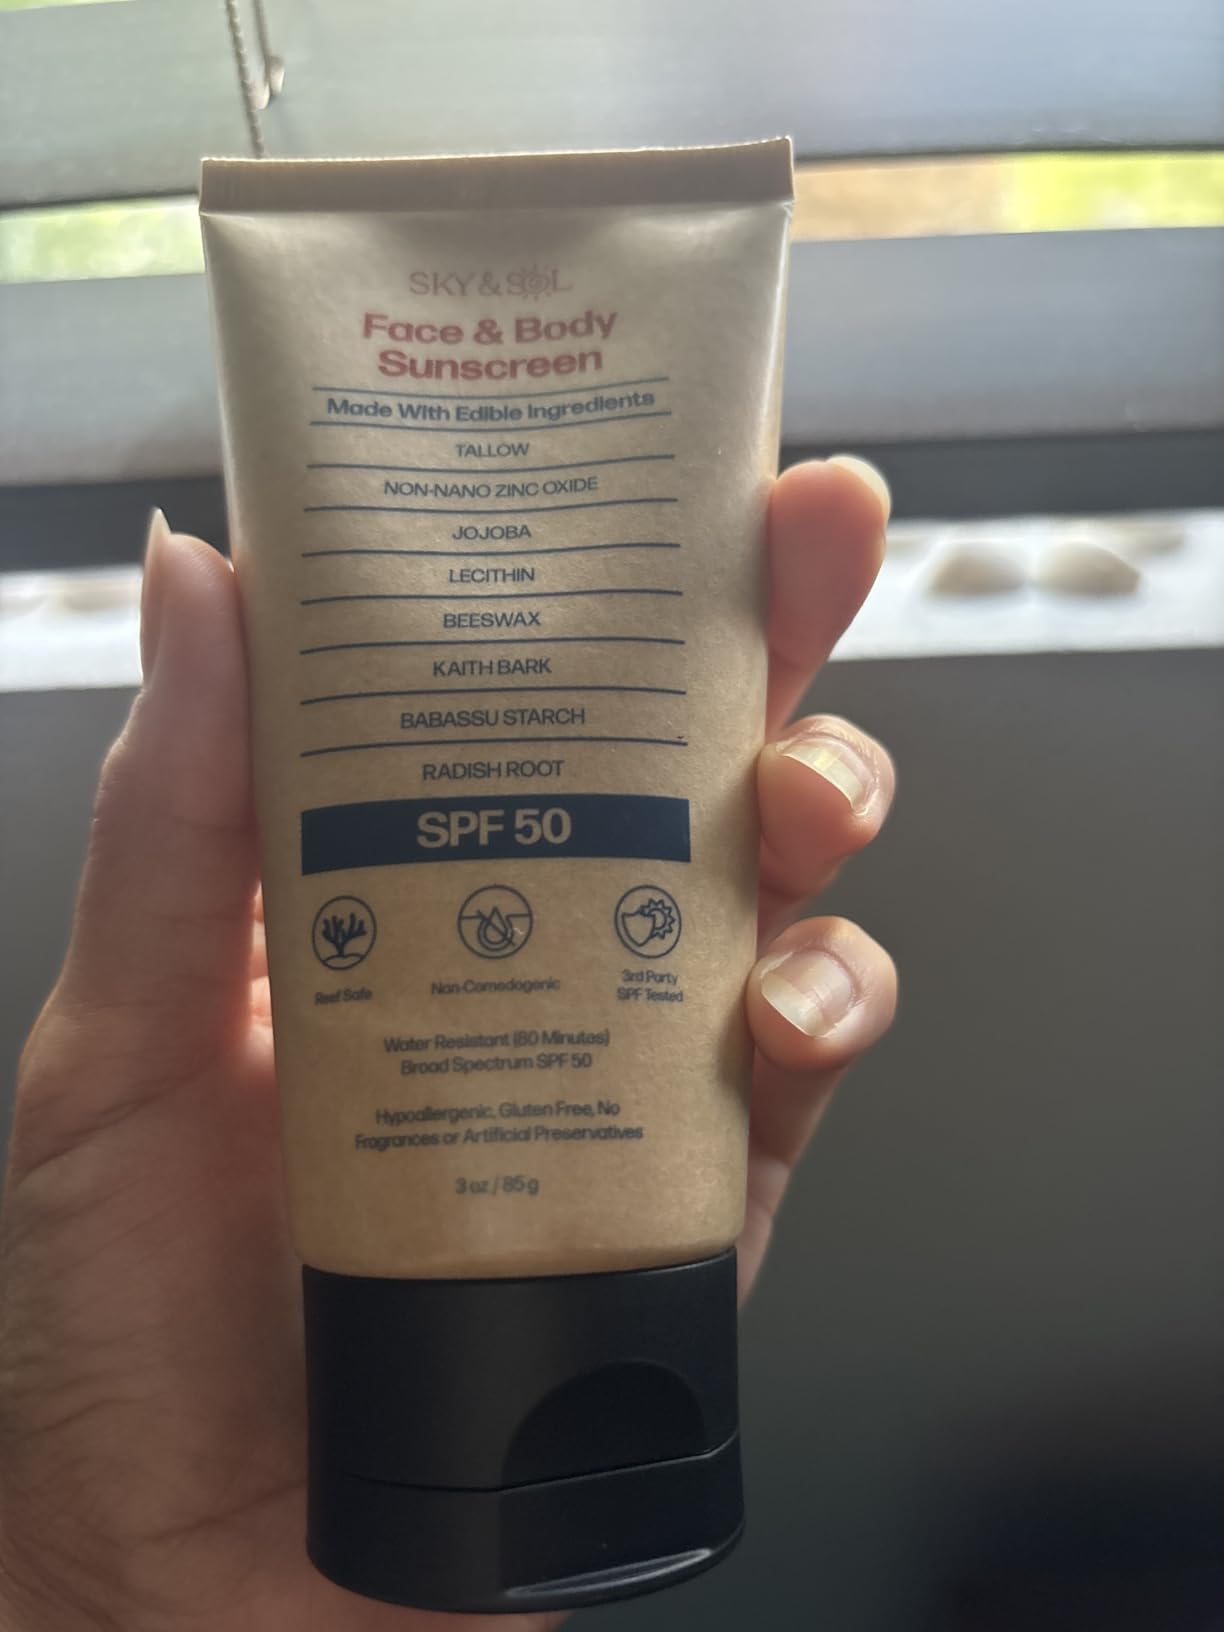 SKY & SOL
Face & Body
Sunscreen
Made With Edible Ingredients
TALLOW
NON-NANO ZINC OXIDE
JOJOBA
LECITHIN
BEESWAX
KAITH BARK
BABASSU STARCH
RADISH ROOT
SPF 50
Reef Safe
Non-Comedogenic
3rd Party
SPF Tested
Water Resistant (80 Minutes)
Broad Spectrum SPF 50
Hypoallergenic, Gluten Free, No
Fragrances or Artificial Preservatives
3 oz / 85 g